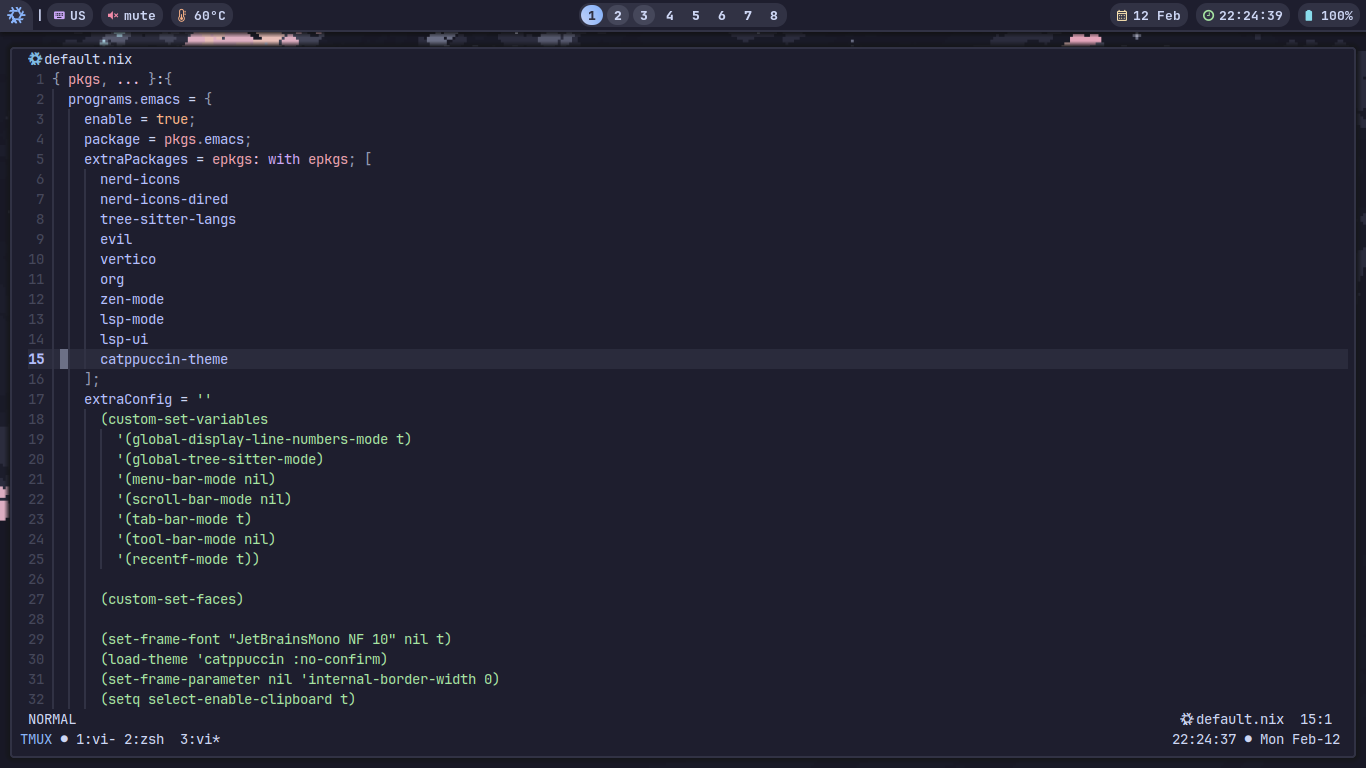 | US mute 60°C 1 2 3 4 5 6 7 8 12 Feb 22:24:39 100%
default.nix
1 { pkgs, ... }:{
2 programs.emacs = {
3 enable = true;
4 package = pkgs.emacs;
5 extraPackages = epkgs: with epkgs; [
6 nerd-icons
7 nerd-icons-dired
8 tree-sitter-langs
9 evil
10 vertico
11 org
12 zen-mode
13 lsp-mode
14 lsp-ui
15 catppuccin-theme
16 ];
17 extraConfig = ''
18 (custom-set-variables
19 '(global-display-line-numbers-mode t)
20 '(global-tree-sitter-mode)
21 '(menu-bar-mode nil)
22 '(scroll-bar-mode nil)
23 '(tab-bar-mode t)
24 '(tool-bar-mode nil)
25 '(recentf-mode t))
26
27 (custom-set-faces)
28
29 (set-frame-font "JetBrainsMono NF 10" nil t)
30 (load-theme 'catppuccin :no-confirm)
31 (set-frame-parameter nil 'internal-border-width 0)
32 (setq select-enable-clipboard t)
NORMAL default.nix 15:1
TMUX ● 1:vi- 2:zsh 3:vi* 22:24:37 ● Mon Feb-12